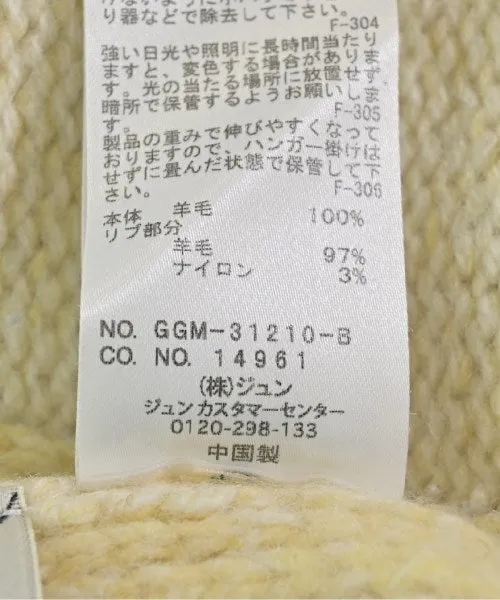 り器などで除去して下さい。
F-304
強い日光や照明に長時間当たり
ますと、変色する場合がありま
す。光の当たる場所に放置せず、
暗所で保管するようお願いしま
す。
F-305
製品の重みで伸びやすくなって
おりますので、ハンガー掛けは
せずに畳んだ状態で保管して下
さい。
F-306
本体 羊毛 100%
リブ部分
羊毛 97%
ナイロン 3%
NO. GGM-31210-B
CO. NO. 14961
(株)ジュン
ジュンカスタマーセンター
0120-298-133
中国製